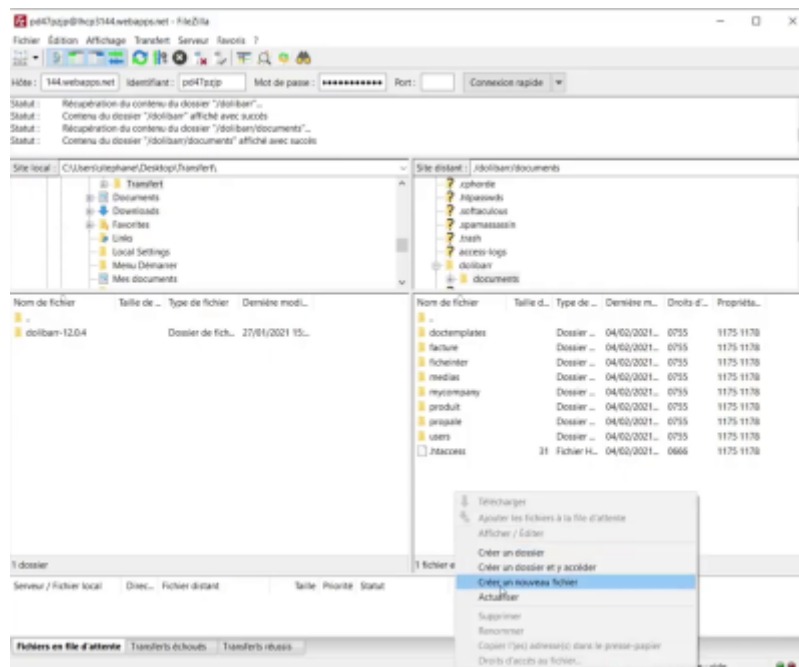 pd47pzjp@lhcp3144.webapps.net - FileZilla
Fichier Édition Affichage Transfert Serveur Favoris ?
Hôte : 144.webapps.net Identifiant : pd47pzjp Mot de passe : ●●●●●●●●●●● Port : Connexion rapide
Statut : Récupération du contenu du dossier "/dolibarr"...
Statut : Contenu du dossier "/dolibarr" affiché avec succès
Statut : Récupération du contenu du dossier "/dolibarr/documents"...
Statut : Contenu du dossier "/dolibarr/documents" affiché avec succès
Site local : C:\Users\stephane\Desktop\Transfert\
Transfert
Documents
Downloads
Favorites
Links
Local Settings
Menu Démarrer
Mes documents
Site distant : /dolibarr/documents
.cphorde
.htpasswds
.softaculous
.spamassassin
.trash
access-logs
dolibarr
documents
Nom de fichier Taille de ... Type de fichier Dernière modi...
..
dolibarr-12.0.4 Dossier de fich... 27/01/2021 15:...
1 dossier
Nom de fichier Taille d... Type de ... Dernière m... Droits d'... Propriéta...
..
doctemplates Dossier ... 04/02/2021... 0755 1175 1178
facture Dossier ... 04/02/2021... 0755 1175 1178
ficheinter Dossier ... 04/02/2021... 0755 1175 1178
medias Dossier ... 04/02/2021... 0755 1175 1178
mycompany Dossier ... 04/02/2021... 0755 1175 1178
produit Dossier ... 04/02/2021... 0755 1175 1178
propale Dossier ... 04/02/2021... 0755 1175 1178
users Dossier ... 04/02/2021... 0755 1175 1178
.htaccess 31 Fichier H... 04/02/2021... 0666 1175 1178
1 fichier e
Télécharger
Ajouter les fichiers à la file d'attente
Afficher / Éditer
Créer un dossier
Créer un dossier et y accéder
Créer un nouveau fichier
Actualiser
Supprimer
Renommer
Copier l'(es) adresse(s) dans le presse-papier
Droits d'accès au fichier...
Serveur / Fichier local Direc... Fichier distant Taille Priorité Statut
Fichiers en file d'attente Transferts échoués Transferts réussis